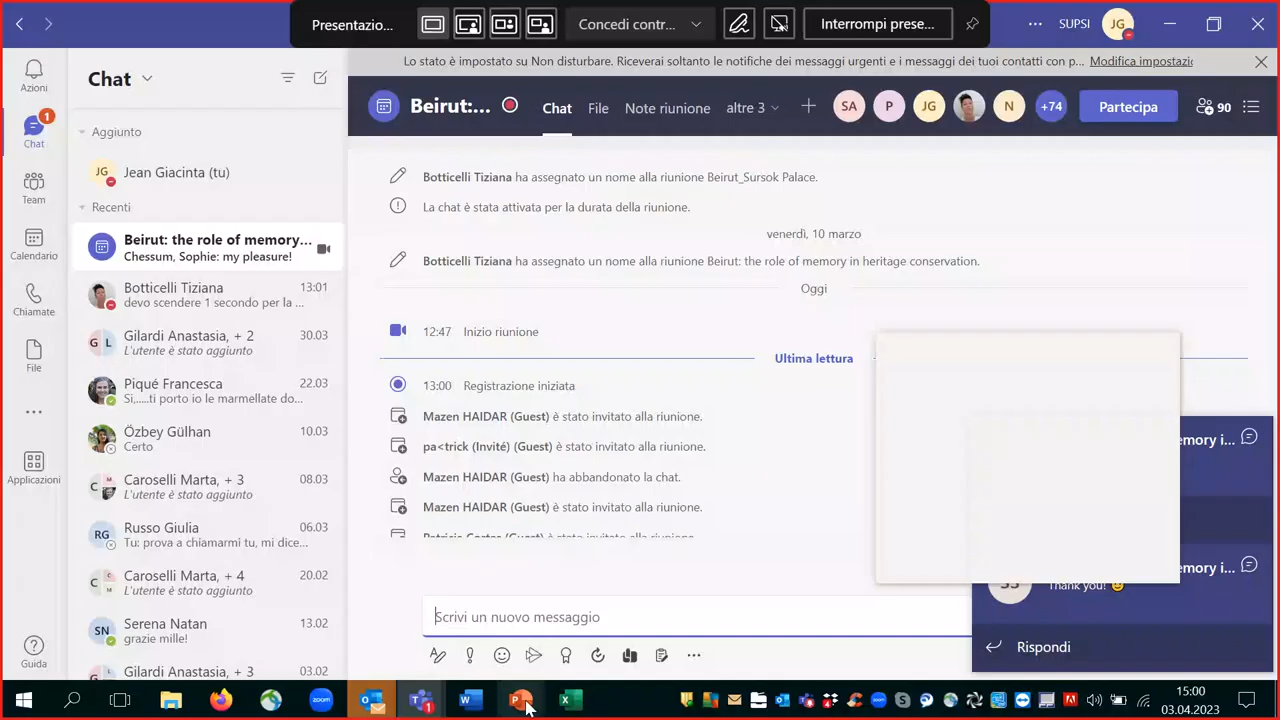 Presentazio...
Concedi contr...
Interrompi prese...
SUPSI
JG
Azioni
1
Chat
Team
Calendario
Chiamate
File
Applicazioni
Guida
Chat
Aggiunto
JG
Jean Giacinta (tu)
Recenti
Beirut: the role of memory...
Chessum, Sophie: my pleasure!
Botticelli Tiziana 13:01
devo scendere 1 secondo per la ...
G L
Gilardi Anastasia, + 2 30.03
L'utente è stato aggiunto
Piqué Francesca 22.03
Si,.....ti porto io le marmellate do...
Özbey Gülhan 10.03
Certo
C
Caroselli Marta, + 3 08.03
L'utente è stato aggiunto
RG
Russo Giulia 06.03
Tu: prova a chiamarmi tu, mi dice...
C
Caroselli Marta, + 4 20.02
L'utente è stato aggiunto
SN
Serena Natan 13.02
grazie mille!
Gilardi Anastasia, + 3 03.02
Lo stato è impostato su Non disturbare. Riceverai soltanto le notifiche dei messaggi urgenti e i messaggi dei tuoi contatti con p... Modifica impostazi
Beirut:...
Chat
File
Note riunione
altre 3
SA
P
JG
N
+74
Partecipa
90
Botticelli Tiziana ha assegnato un nome alla riunione Beirut_Sursok Palace.
La chat è stata attivata per la durata della riunione.
venerdì, 10 marzo
Botticelli Tiziana ha assegnato un nome alla riunione Beirut: the role of memory in heritage conservation.
Oggi
12:47 Inizio riunione
Ultima lettura
13:00 Registrazione iniziata
Mazen HAIDAR (Guest) è stato invitato alla riunione.
pa<trick (Invité) (Guest) è stato invitato alla riunione.
Mazen HAIDAR (Guest) ha abbandonato la chat.
Mazen HAIDAR (Guest) è stato invitato alla riunione.
Scrivi un nuovo messaggio
emory i...
emory i...
Thank you!
Rispondi
zoom
1
15:00
03.04.2023